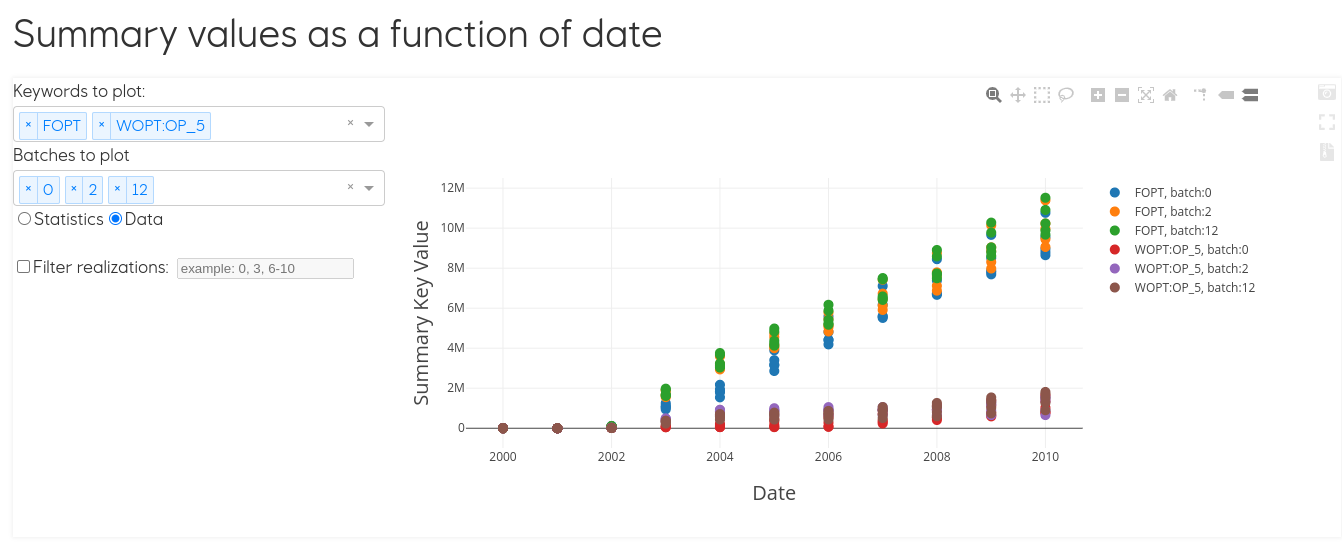 Summary values as a function of date
Keywords to plot:
× FOPT × WOPT:OP_5 ×
Batches to plot
× 0 × 2 × 12 ×
Statistics Data
Filter realizations: example: 0, 3, 6-10
Summary Key Value
12M
10M
8M
6M
4M
2M
0
2000 2002 2004 2006 2008 2010
Date
FOPT, batch:0
FOPT, batch:2
FOPT, batch:12
WOPT:OP_5, batch:0
WOPT:OP_5, batch:2
WOPT:OP_5, batch:12